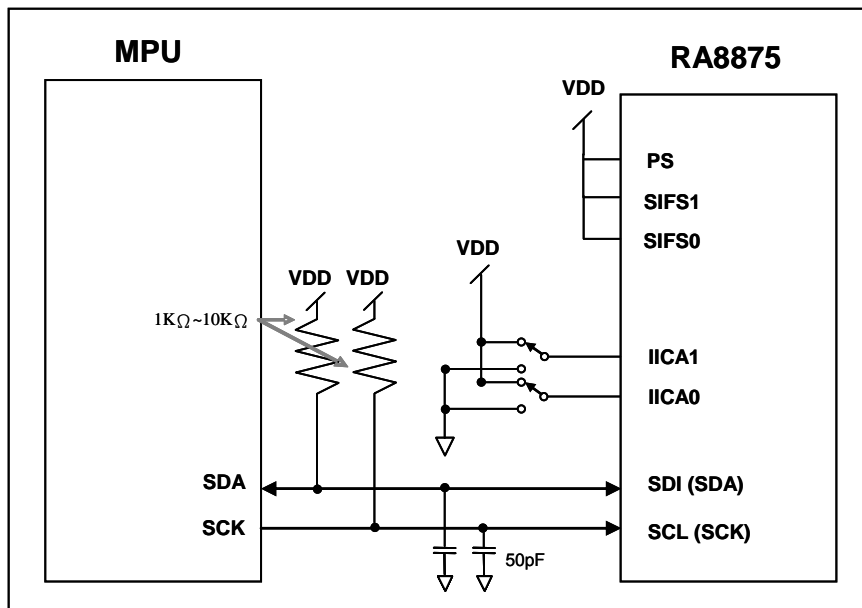 MPU
RA8875
VDD
PS
SIFS1
SIFS0
VDD
VDD
VDD
1KΩ~10KΩ
IICA1
IICA0
SDA
SDI (SDA)
SCK
SCL (SCK)
50pF